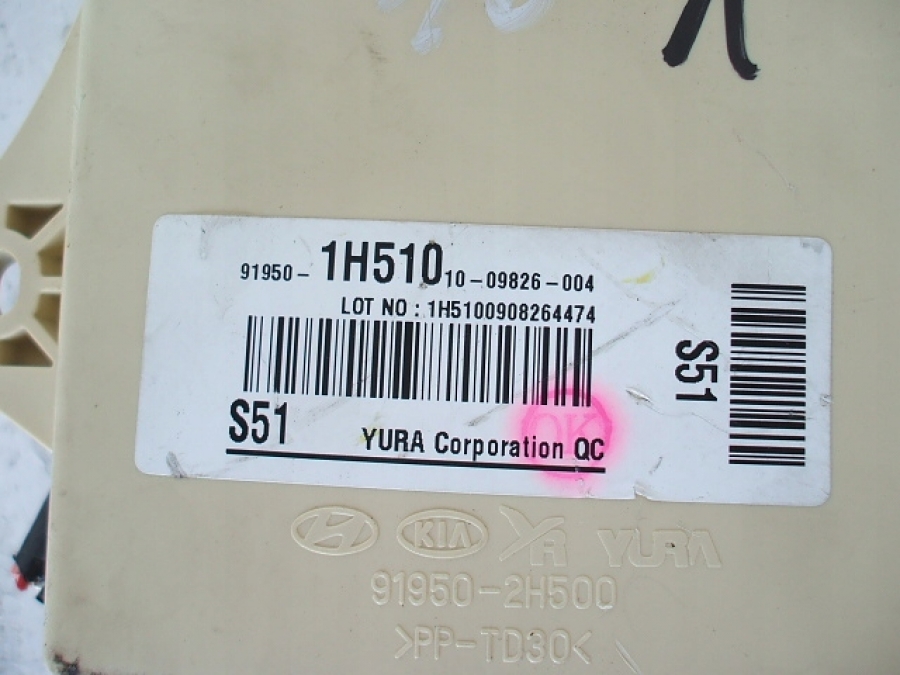 91950-1H510 10-09826-004
LOT NO : 1H5100908264474
S51
S51
OK
YURA Corporation QC
KIA YR YURA
91950-2H500
>PP-TD30<